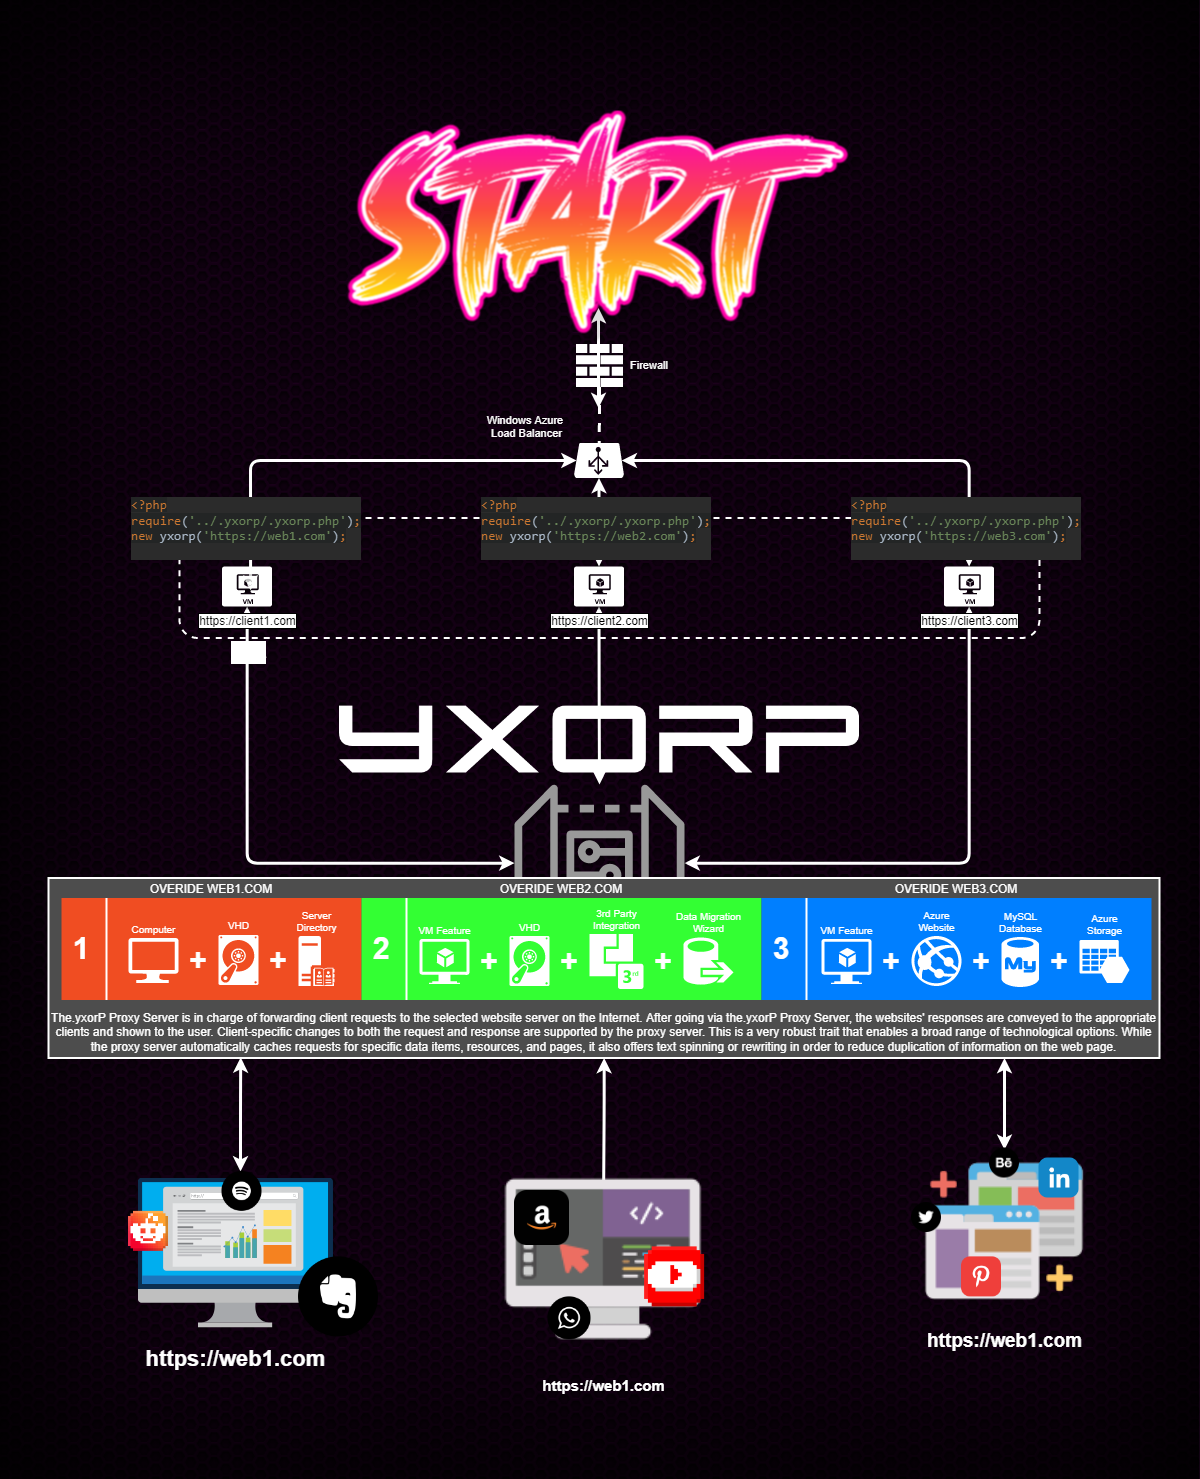 START
Firewall
Windows Azure
Load Balancer
<?php
require('../.yxorp/.yxorp.php');
new yxorp('https://web1.com');
<?php
require('../.yxorp/.yxorp.php');
new yxorp('https://web2.com');
<?php
require('../.yxorp/.yxorp.php');
new yxorp('https://web3.com');
VM
VM
VM
https://client1.com
https://client2.com
https://client3.com
YXORP
OVERIDE WEB1.COM
OVERIDE WEB2.COM
OVERIDE WEB3.COM
1
Computer
+
VHD
+
Server
Directory
2
VM Feature
+
VHD
+
3rd Party
Integration
3rd
+
Data Migration
Wizard
3
VM Feature
+
Azure
Website
+
MySQL
Database
My
+
Azure
Storage
The.yxorP Proxy Server is in charge of forwarding client requests to the selected website server on the Internet. After going via the.yxorP Proxy Server, the websites' responses are conveyed to the appropriate
clients and shown to the user. Client-specific changes to both the request and response are supported by the proxy server. This is a very robust trait that enables a broad range of technological options. While
the proxy server automatically caches requests for specific data items, resources, and pages, it also offers text spinning or rewriting in order to reduce duplication of information on the web page.
http://
a
</>
Bē
in
https://web1.com
https://web1.com
https://web1.com